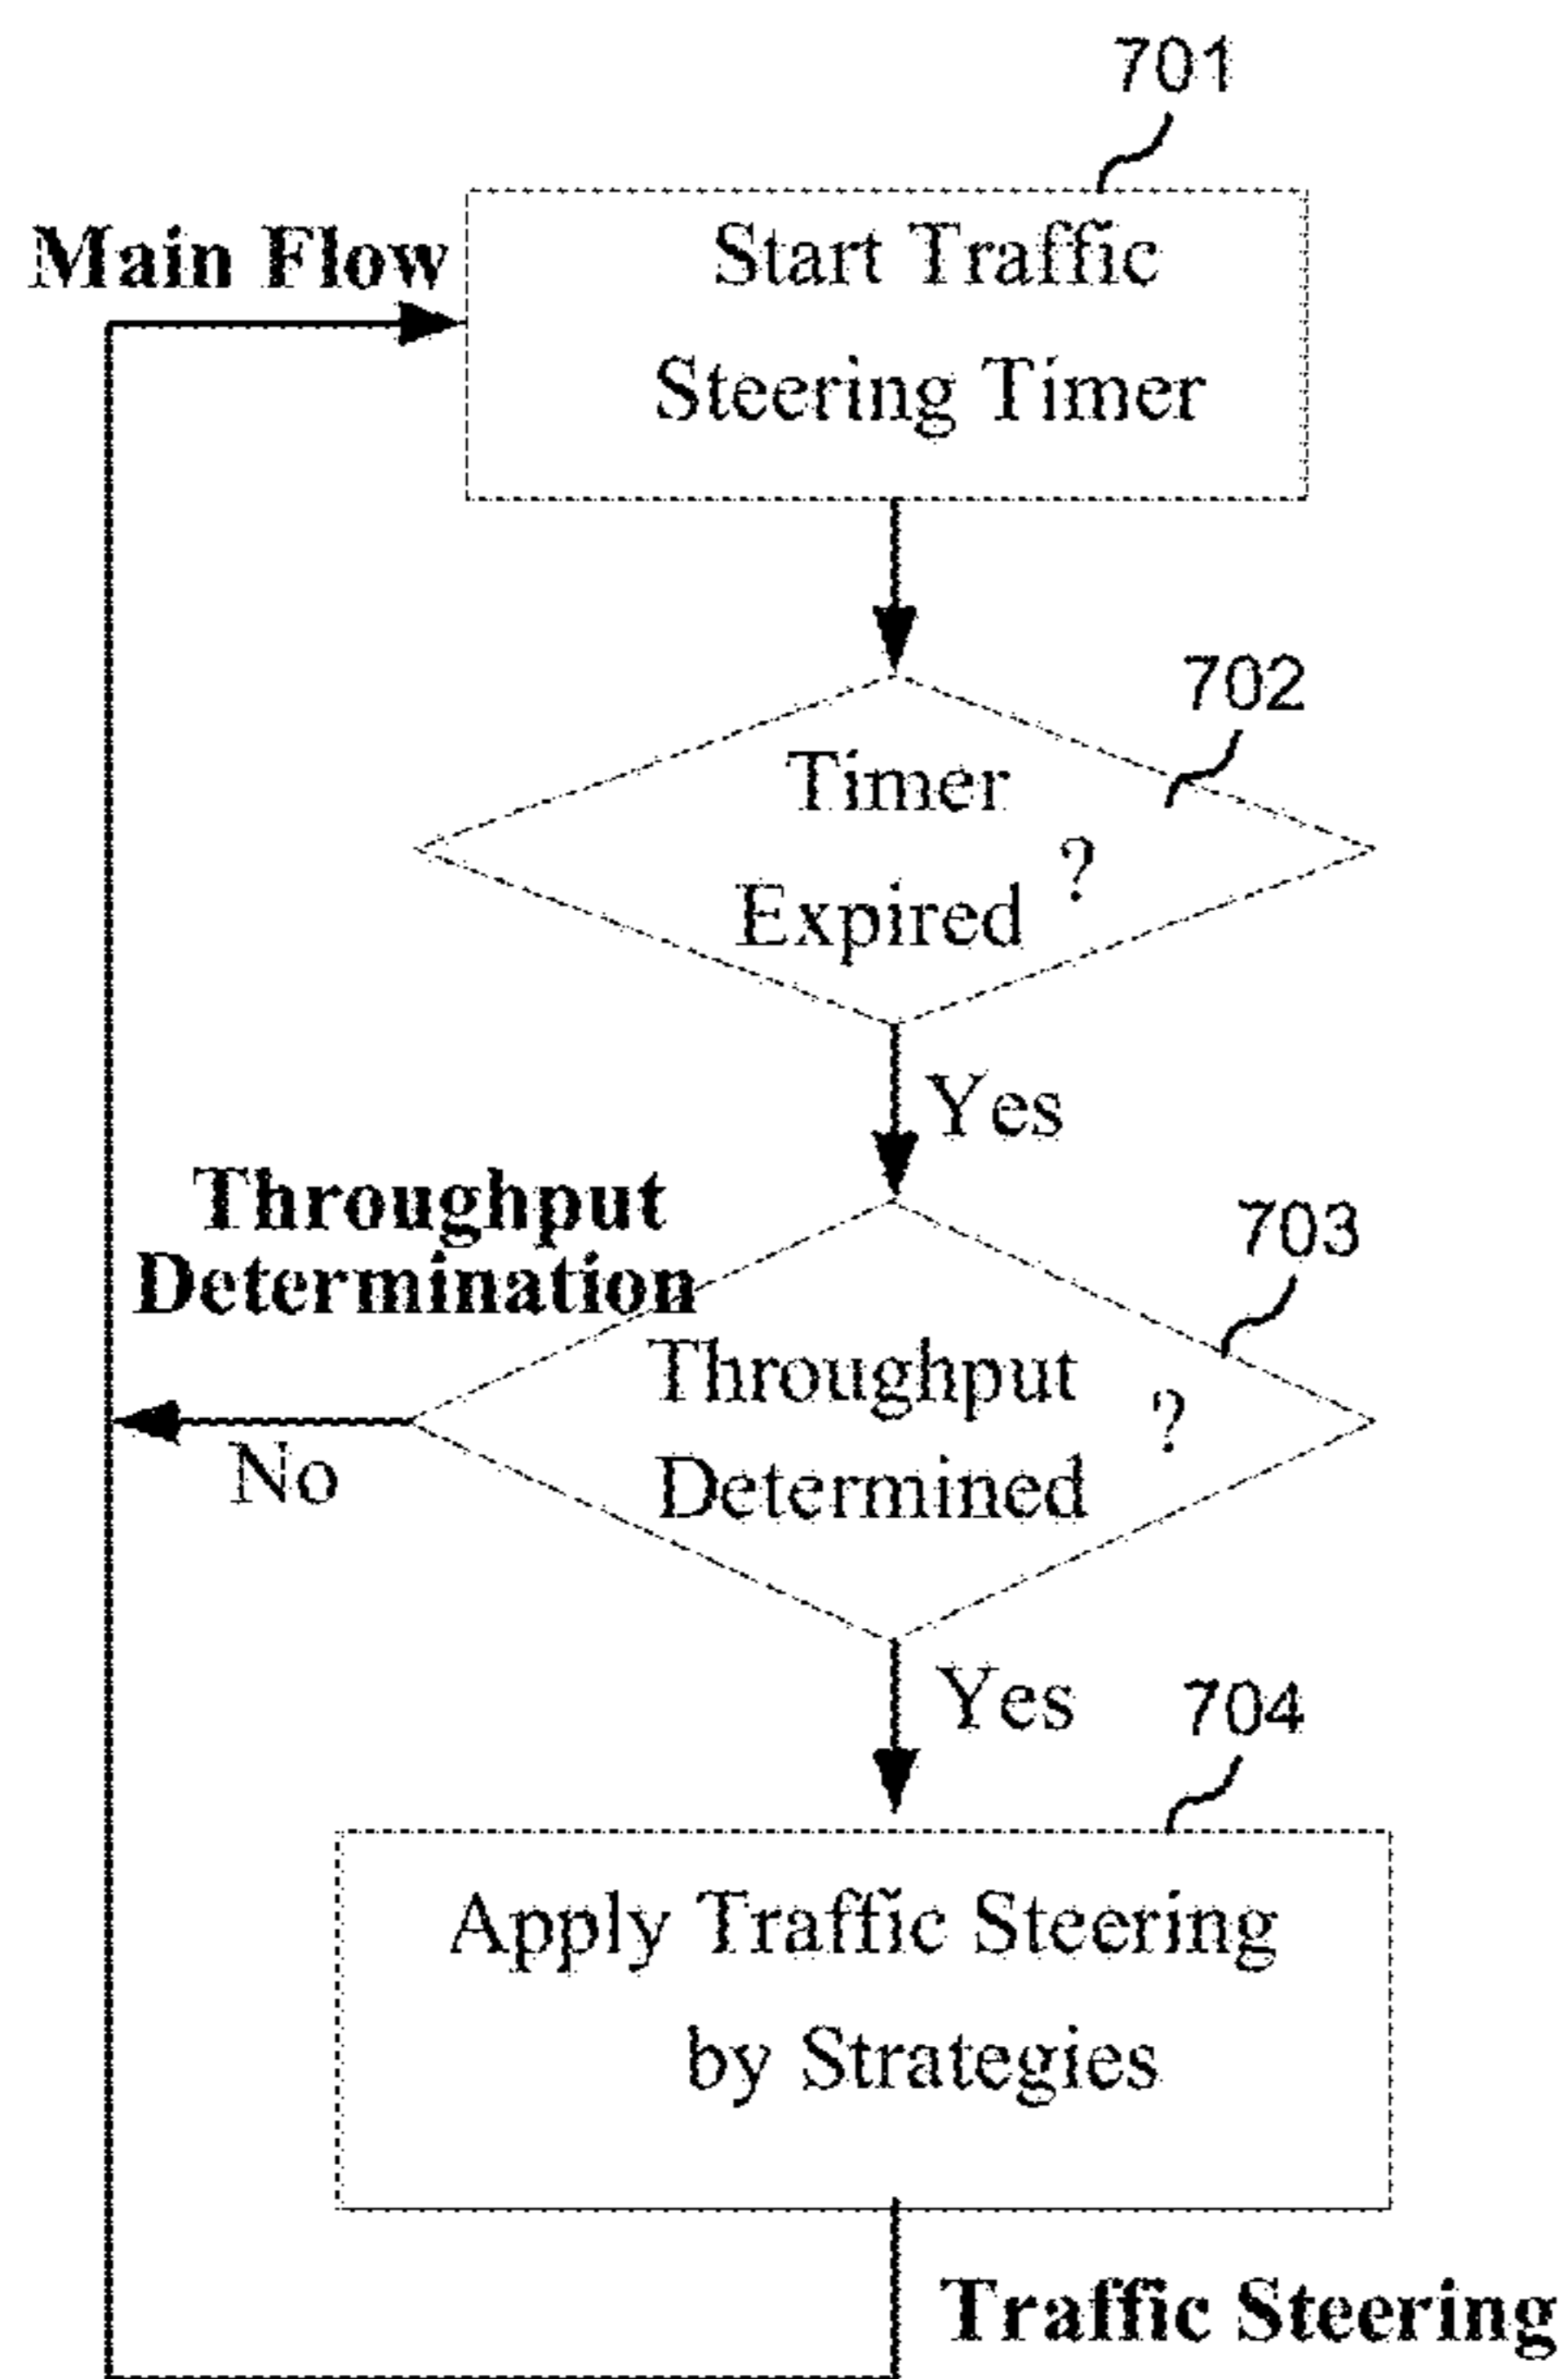 701
Main Flow
Start Traffic
Steering Timer
702
Timer
?
Expired
Yes
Throughput
Determination
703
Throughput
?
Determined
No
Yes
704
Apply Traffic Steering
by Strategies
Traffic Steering